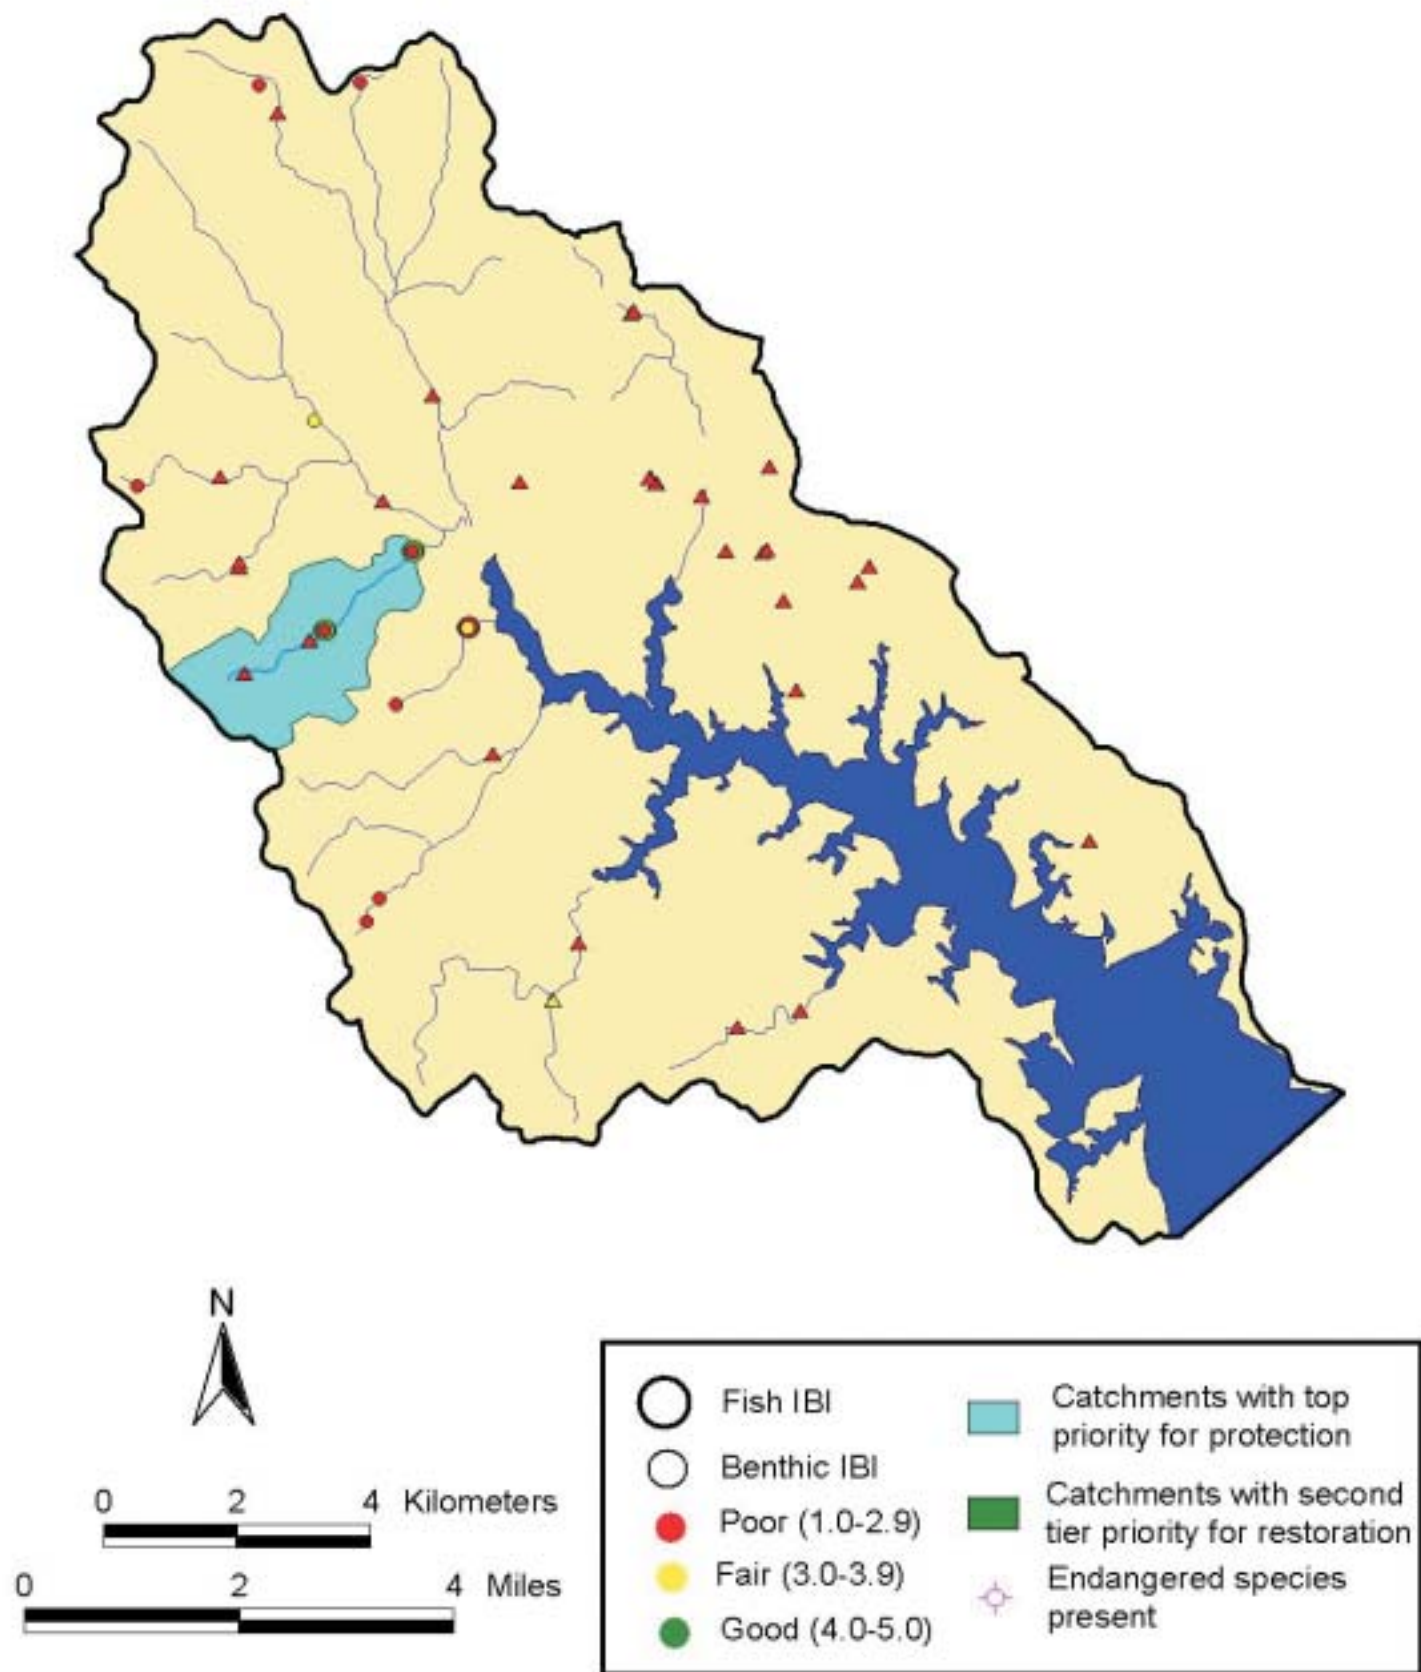 N
0 2 4 Kilometers
0 2 4 Miles
Fish IBI
Benthic IBI
Poor (1.0-2.9)
Fair (3.0-3.9)
Good (4.0-5.0)
Catchments with top
priority for protection
Catchments with second
tier priority for restoration
Endangered species
present